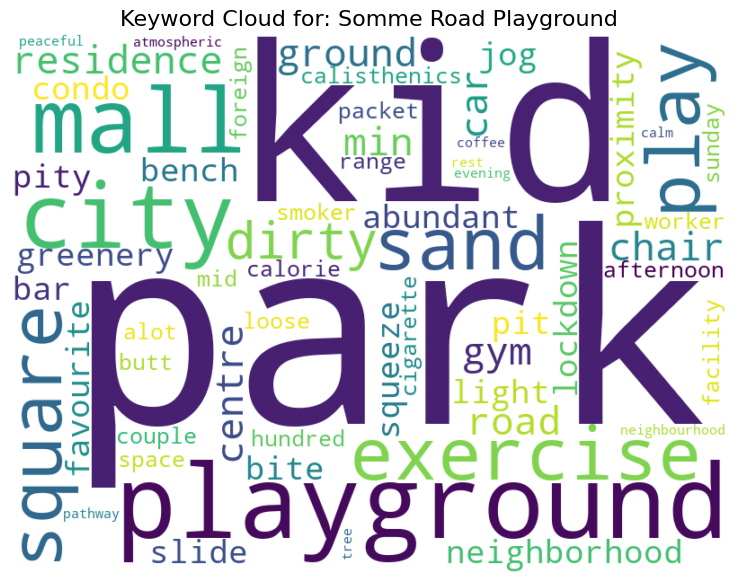 Keyword Cloud for: Somme Road Playground
peaceful
atmospheric
residence
condo
foreign
ground
calisthenics
jog
car
kid
play
mall
packet
min
range
coffee
rest
evening
proximity
calm
sunday
pity
bench
city
smoker
abundant
worker
dirty
sand
chair
greenery
mid
calorie
afternoon
bar
park
square
favourite
alot
butt
centre
loose
squeeze
cigarette
pit
gym
lockdown
facility
light
road
couple
space
hundred
bite
exercise
neighbourhood
playground
pathway
slide
tree
neighborhood